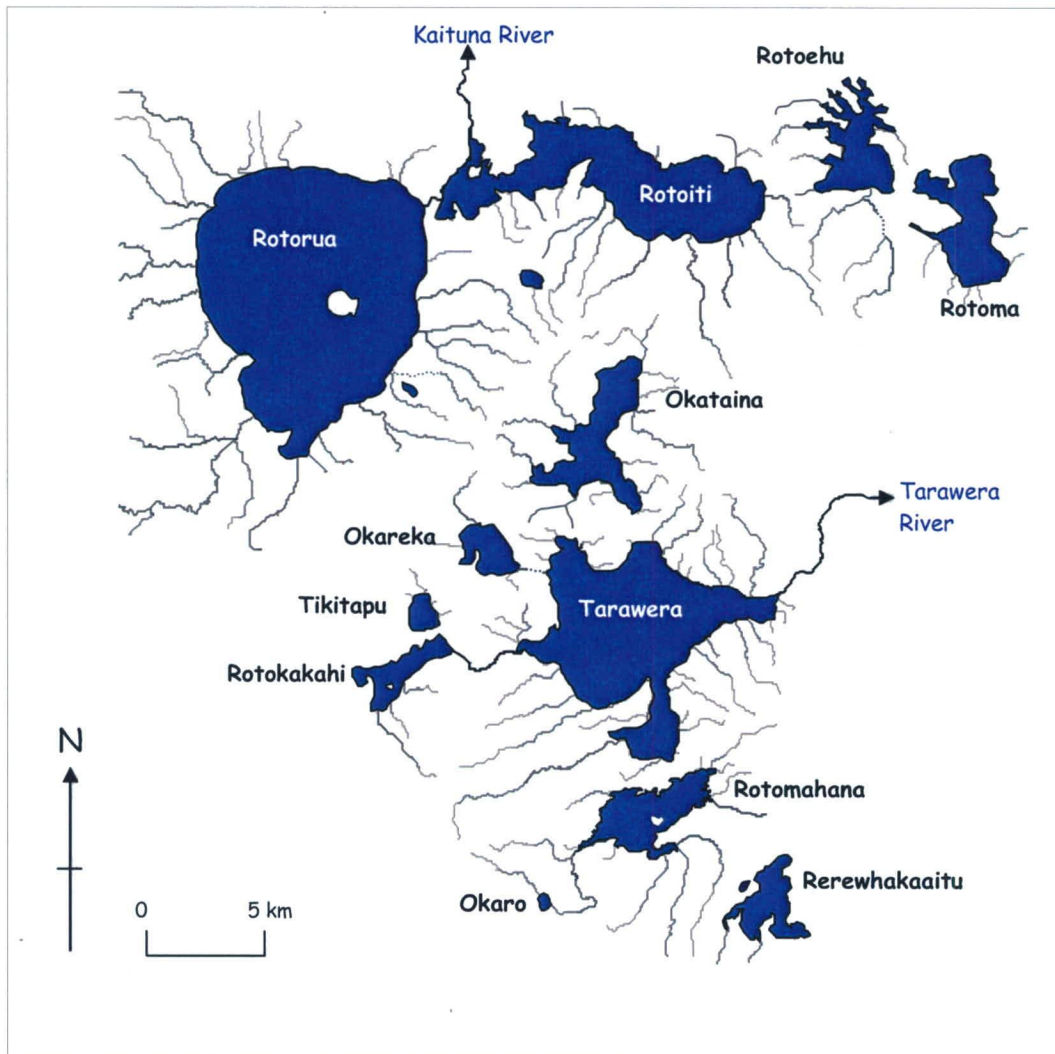 Kaituna River
Rotoehu
Rotoiti
Rotorua
Rotoma
Okataina
Tarawera
River
Okareka
Tikitapu
Tarawera
Rotokakahi
N
Rotomahana
Rerewhakaaitu
Okaro
0 5 km